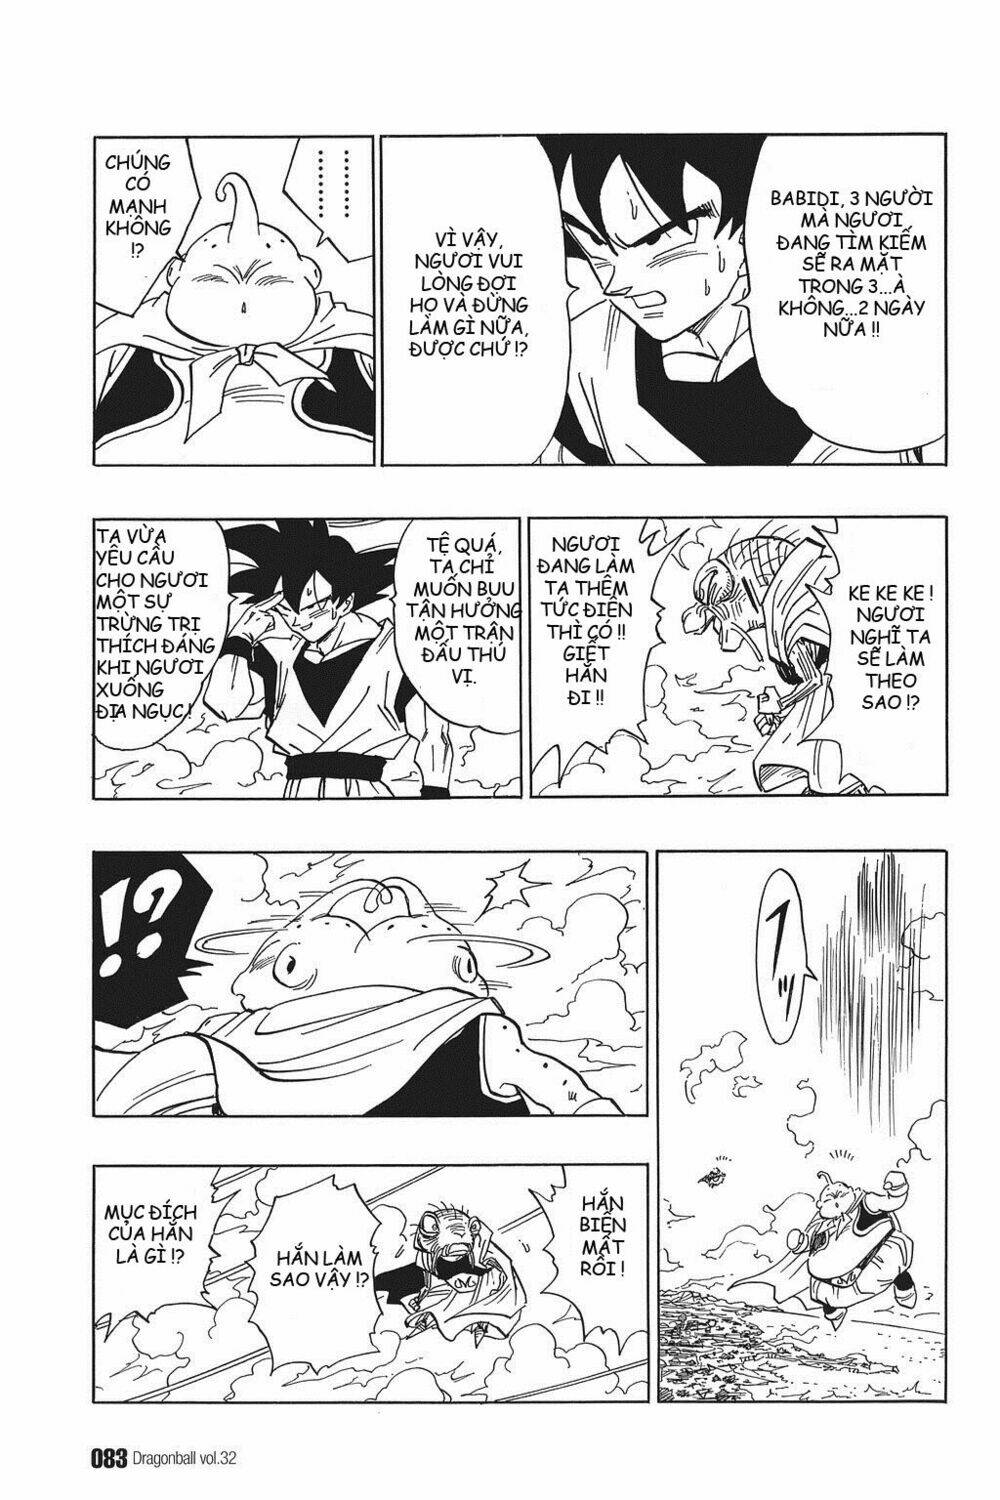 BABIDI, 3 NGƯỜI
MÀ NGƯƠI
ĐANG TÌM KIẾM
SẼ RA MẶT
TRONG 3...À
KHÔNG...2 NGÀY
NỮA !!
VÌ VẬY,
NGƯƠI VUI
LÒNG ĐỢI
HỌ VÀ ĐỪNG
LÀM GÌ NỮA,
ĐƯỢC CHỨ !?
CHÚNG
CÓ
MẠNH
KHÔNG
!?
KE KE KE !
NGƯƠI
NGHĨ TA
SẼ LÀM
THEO
SAO !?
NGƯƠI
ĐANG LÀM
TA THÊM
TỨC ĐIÊN
THÌ CÓ !!
GIẾT
HẮN
ĐI !!
TỆ QUÁ,
TA CHỈ
MUỐN BUU
TẬN HƯỞNG
MỘT TRẬN
ĐẤU THÚ
VỊ.
TA VỪA
YÊU CẦU
CHO NGƯƠI
MỘT SỰ
TRỪNG TRỊ
THÍCH ĐÁNG
KHI NGƯƠI
XUỐNG
ĐỊA NGỤC!
フッ
!?
HẮN
BIẾN
MẤT
RỒI !
HẮN LÀM
SAO VẬY !?
MỤC ĐÍCH
CỦA HẮN
LÀ GÌ !?
083 Dragonball vol.32